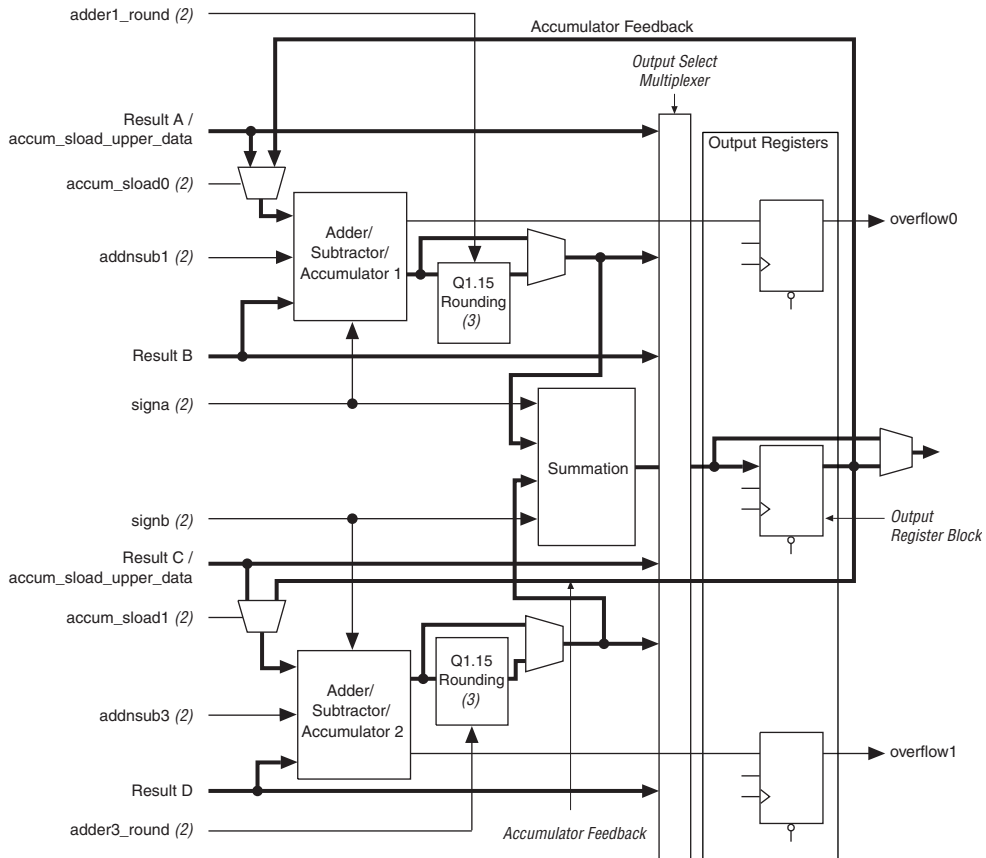 adder1_round (2)
Accumulator Feedback
Output Select
Multiplexer
Result A /
accum_sload_upper_data
Output Registers
accum_sload0 (2)
overflow0
Adder/
Subtractor/
Accumulator 1
addnsub1 (2)
Q1.15
Rounding
(3)
Result B
signa (2)
Summation
signb (2)
Output
Register Block
Result C /
accum_sload_upper_data
accum_sload1 (2)
Q1.15
Rounding
(3)
Adder/
Subtractor/
Accumulator 2
addnsub3 (2)
overflow1
Result D
adder3_round (2)
Accumulator Feedback